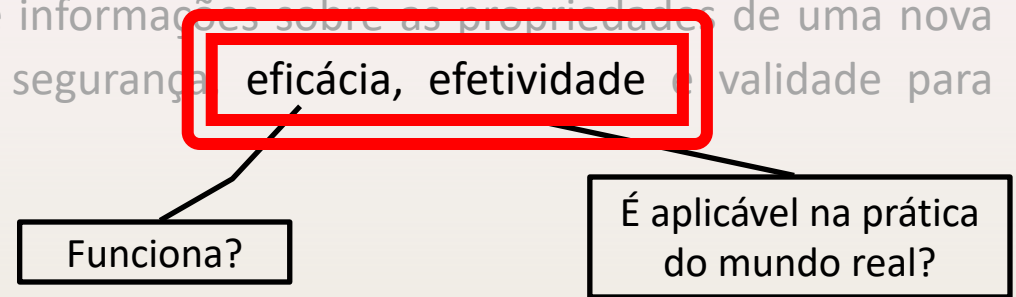 informações sobre as propriedades de uma nova
segurança, eficácia, efetividade e validade para
Funciona?
É aplicável na prática
do mundo real?